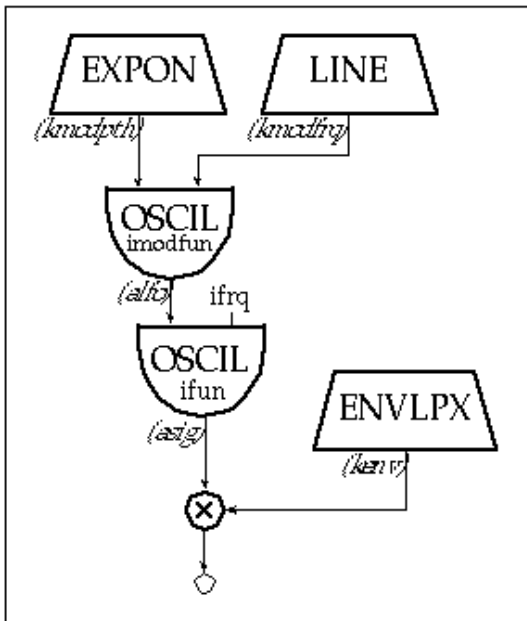 EXPON
LINE
(kmodpth)
(kmodfrq)
OSCIL
imodfun
(alfo)
ifrq
OSCIL
ifun
ENVLPX
(asig)
(kenv)
×